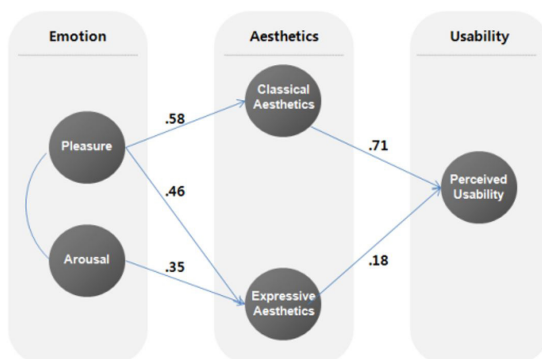 Emotion
Aesthetics
Usability
Classical
Aesthetics
.58
.71
Pleasure
Perceived
Usability
.46
Arousal
.35
.18
Expressive
Aesthetics